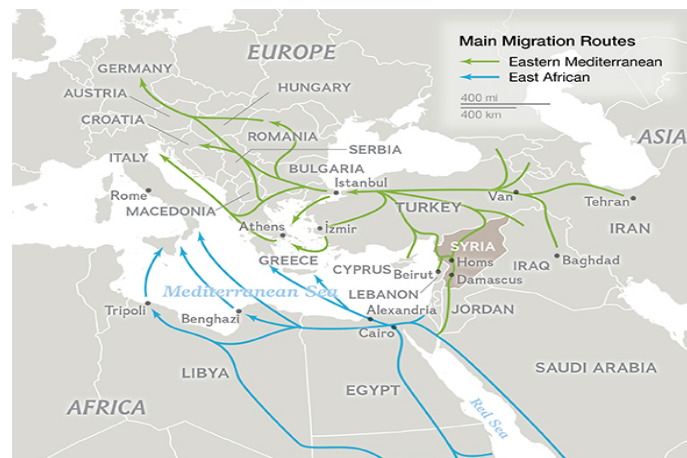 EUROPE
Main Migration Routes
Eastern Mediterranean
East African
400 mi
400 km
ASIA
GERMANY
AUSTRIA
HUNGARY
CROATIA
ROMANIA
SERBIA
ITALY
BULGARIA
Istanbul
Rome
MACEDONIA
Van
Tehran
TURKEY
Athens
İzmir
IRAN
SYRIA
GREECE
CYPRUS
Beirut
Homs
IRAQ
Baghdad
Damascus
Mediterranean Sea
LEBANON
Tripoli
Benghazi
Alexandria
JORDAN
Cairo
LIBYA
EGYPT
SAUDI ARABIA
AFRICA
Red Sea